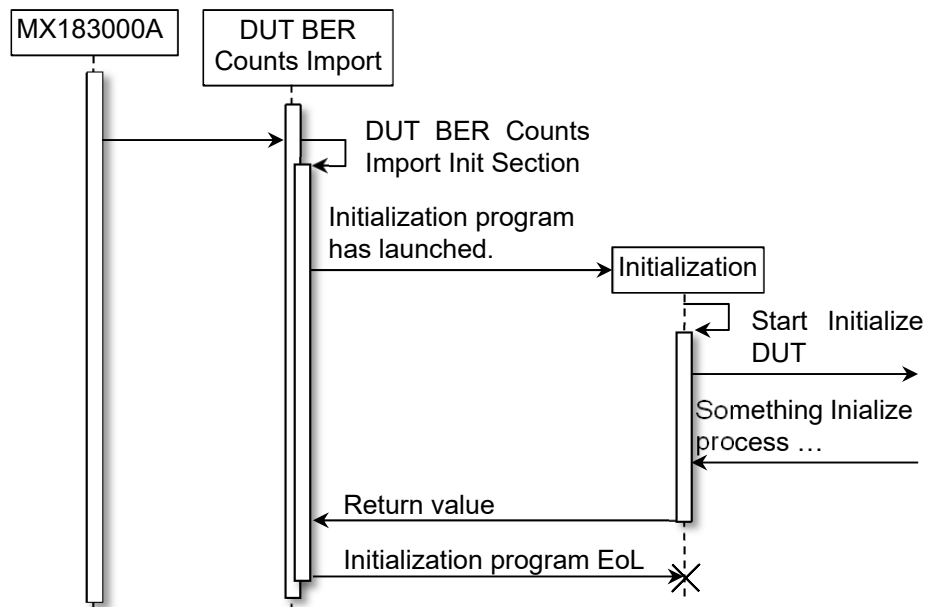 MX183000A
DUT BER
Counts Import
DUT BER Counts
Import Init Section
Initialization program
has launched.
Initialization
Start Initialize
DUT
Something Inialize
process …
Return value
Initialization program EoL